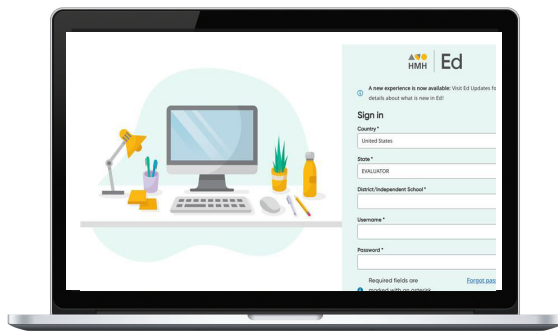 HMH Ed
A new experience is now available: Visit Ed Updates fo
details about what is new in Ed!
Sign in
Country *
United States
State *
EVALUATOR
District/Independent School *
Username *
Password *
Required fields are
Forgot pas
marked with an asterisk